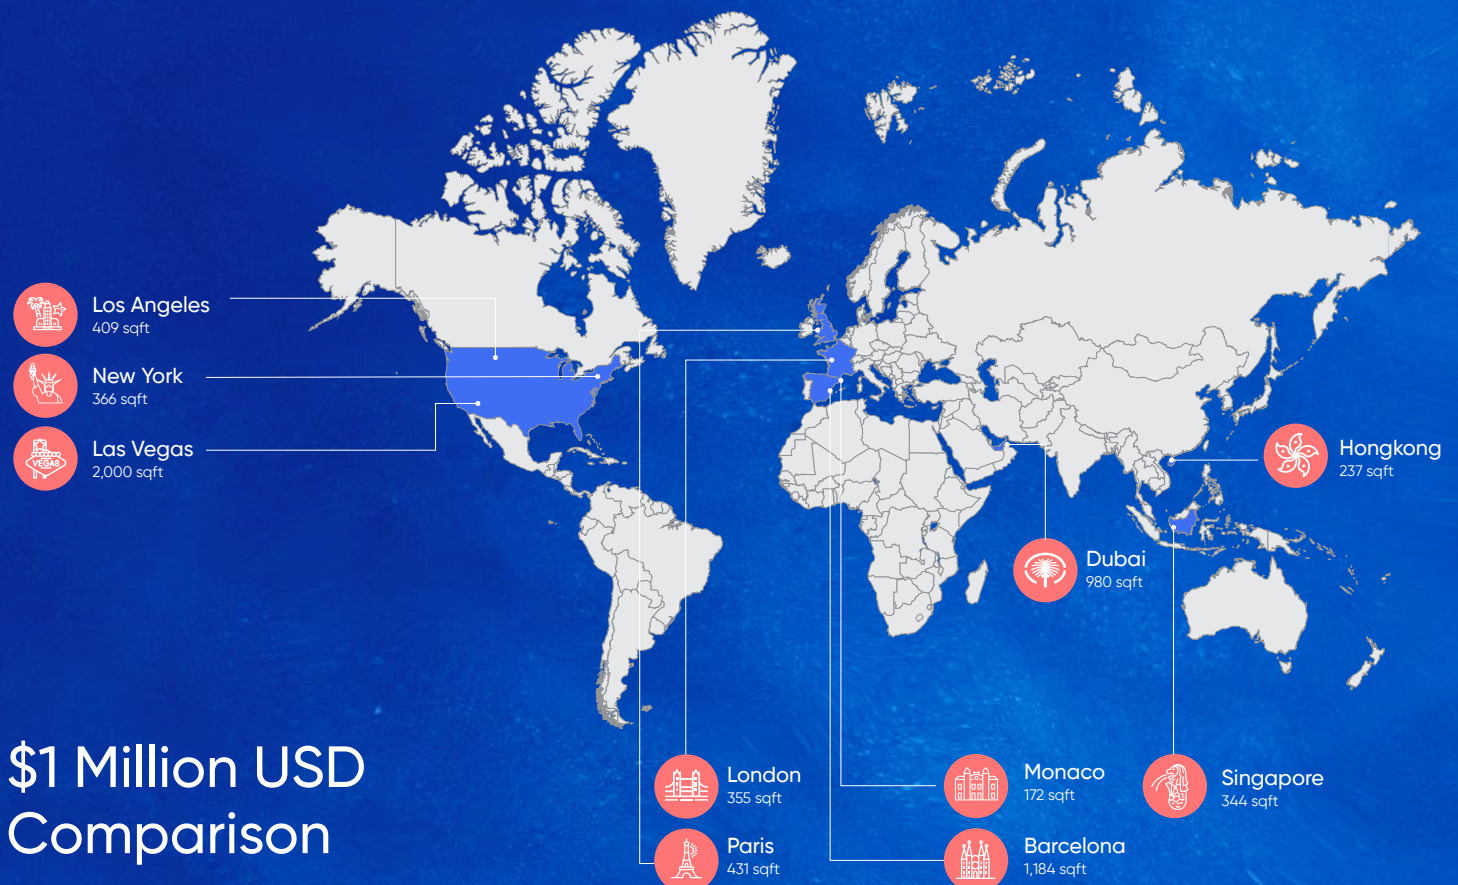 Los Angeles
409 sqft
New York
366 sqft
VEGAS
Las Vegas
2,000 sqft
Hongkong
237 sqft
Dubai
980 sqft
$1 Million USD
Comparison
London
355 sqft
Paris
431 sqft
Monaco
172 sqft
Barcelona
1,184 sqft
Singapore
344 sqft